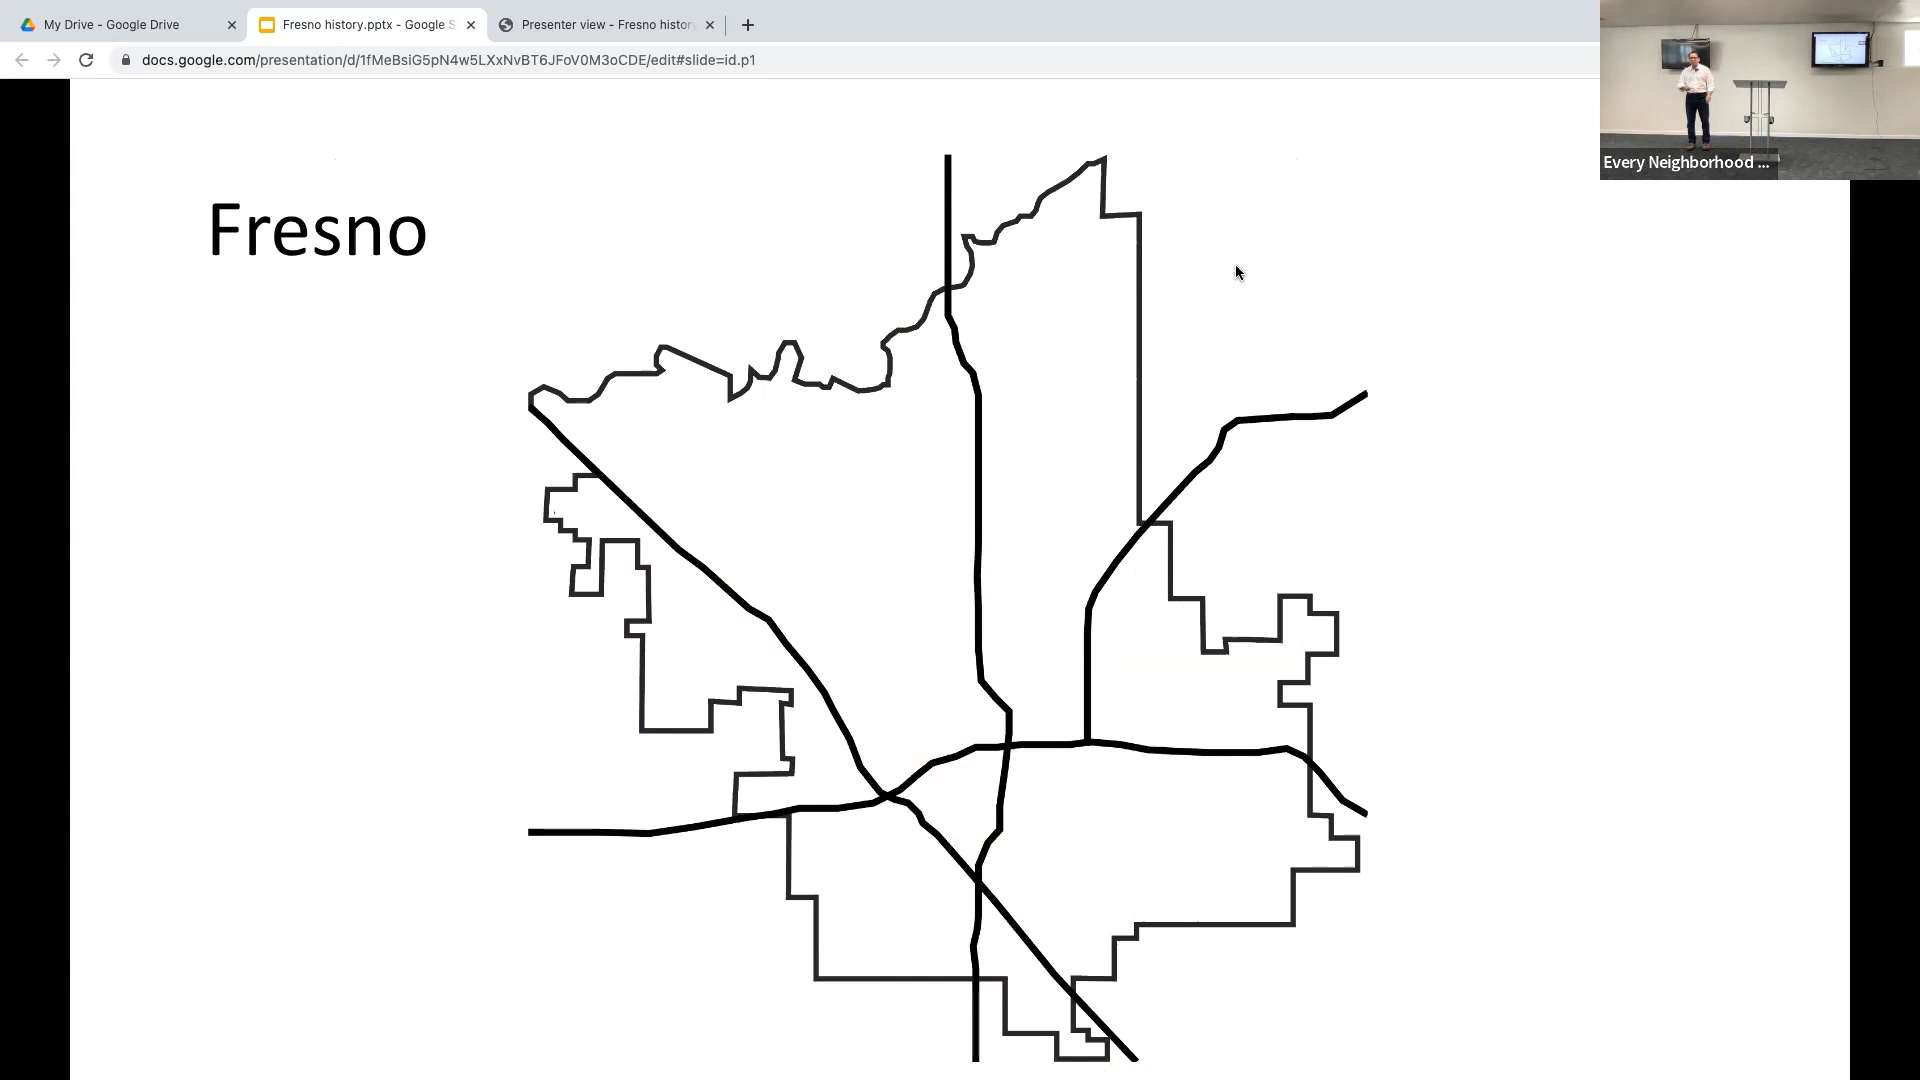 My Drive - Google Drive
Fresno history.pptx - Google S
Presenter view - Fresno history
docs.google.com/presentation/d/1fMeBsiG5pN4w5LXxNvBT6JFoV0M3oCDE/edit#slide=id.p1
Every Neighborhood ...
Fresno